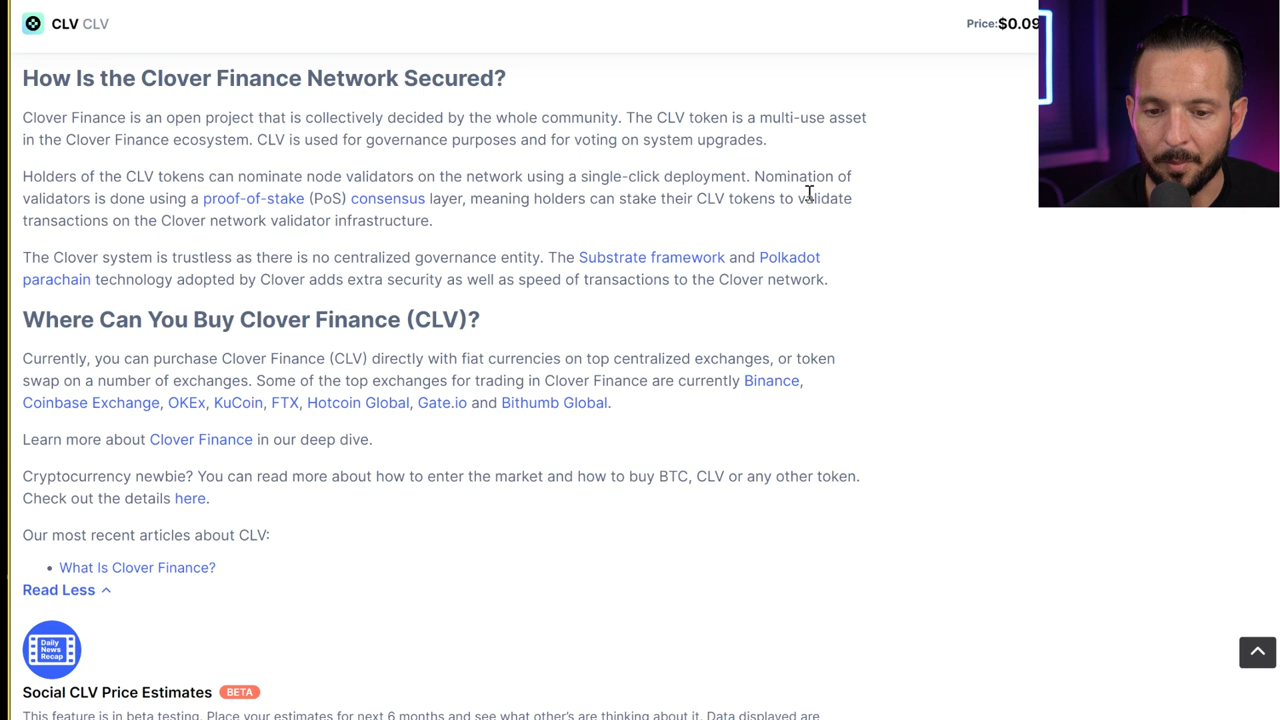 CLV CLV
Price:$0.09
How Is the Clover Finance Network Secured?
Clover Finance is an open project that is collectively decided by the whole community. The CLV token is a multi-use asset
in the Clover Finance ecosystem. CLV is used for governance purposes and for voting on system upgrades.
Holders of the CLV tokens can nominate node validators on the network using a single-click deployment. Nomination of
validators is done using a proof-of-stake (PoS) consensus layer, meaning holders can stake their CLV tokens to validate
transactions on the Clover network validator infrastructure.
The Clover system is trustless as there is no centralized governance entity. The Substrate framework and Polkadot
parachain technology adopted by Clover adds extra security as well as speed of transactions to the Clover network.
Where Can You Buy Clover Finance (CLV)?
Currently, you can purchase Clover Finance (CLV) directly with fiat currencies on top centralized exchanges, or token
swap on a number of exchanges. Some of the top exchanges for trading in Clover Finance are currently Binance,
Coinbase Exchange, OKEx, KuCoin, FTX, Hotcoin Global, Gate.io and Bithumb Global.
Learn more about Clover Finance in our deep dive.
Cryptocurrency newbie? You can read more about how to enter the market and how to buy BTC, CLV or any other token.
Check out the details here.
Our most recent articles about CLV:
• What Is Clover Finance?
Read Less
Daily
News
Recap
Social CLV Price Estimates BETA
This feature is in beta testing. Place your estimates for next 6 months and see what other's are thinking about it. Data displayed are